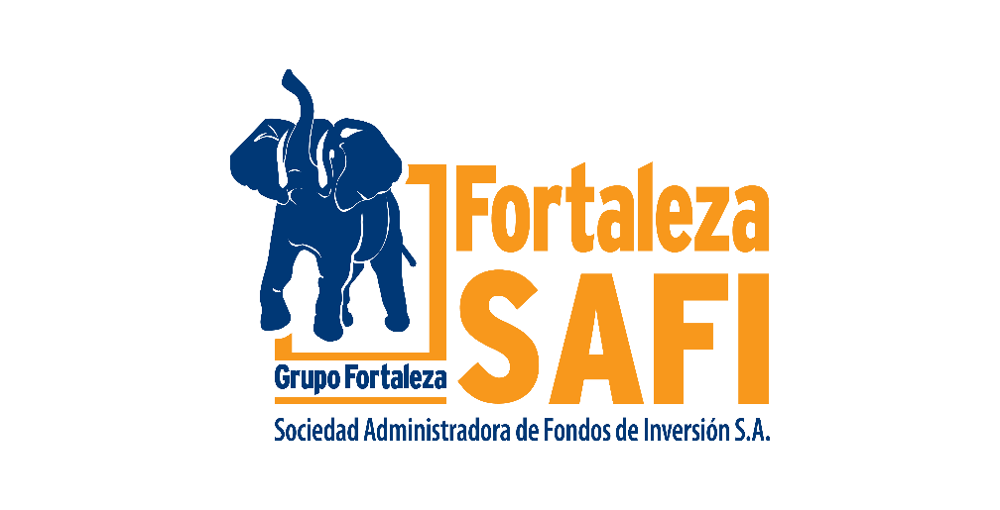 Fortaleza
SAFI
Grupo Fortaleza
Sociedad Administradora de Fondos de Inversión S.A.